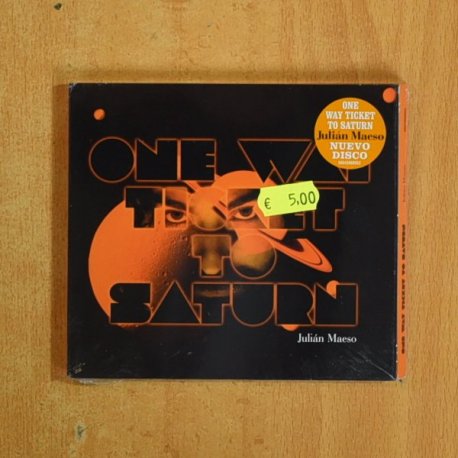 ONE WAY
TICKET
TO
SATURN
Julián Maeso
ONE
WAY TICKET
TO SATURN
Julián Maeso
NUEVO
DISCO
€ 5,00